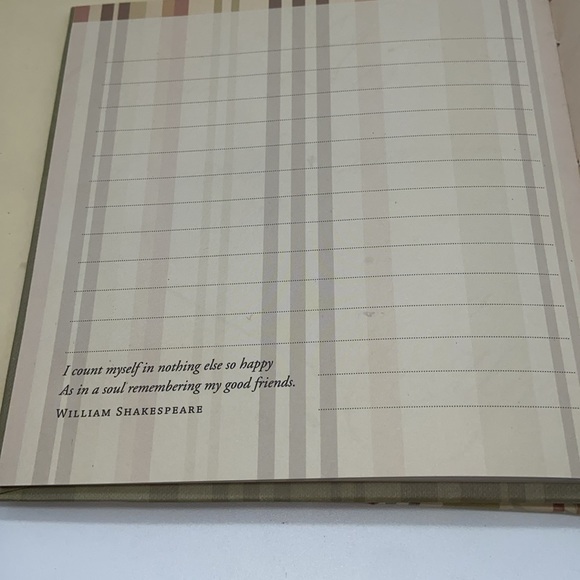 I count myself in nothing else so happy
As in a soul remembering my good friends.
William Shakespeare